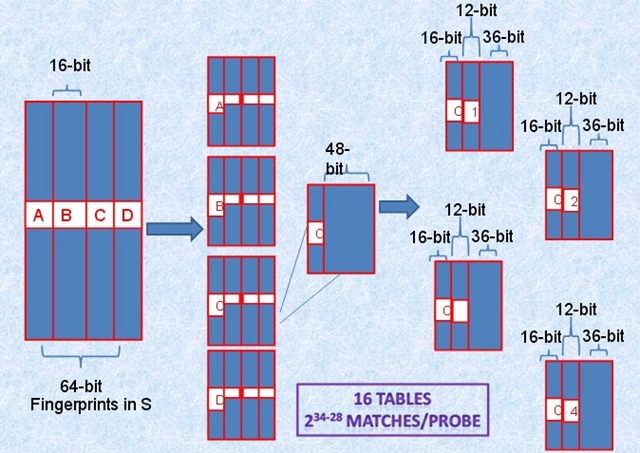 16-bit
A B C D
64-bit
Fingerprints in S
A
B
C
D
48-
bit
C
12-bit
16-bit 36-bit
C 1
12-bit
16-bit 36-bit
C 2
12-bit
16-bit 36-bit
C
12-bit
16-bit 36-bit
C 4
16 TABLES
2³⁴⁻²⁸ MATCHES/PROBE